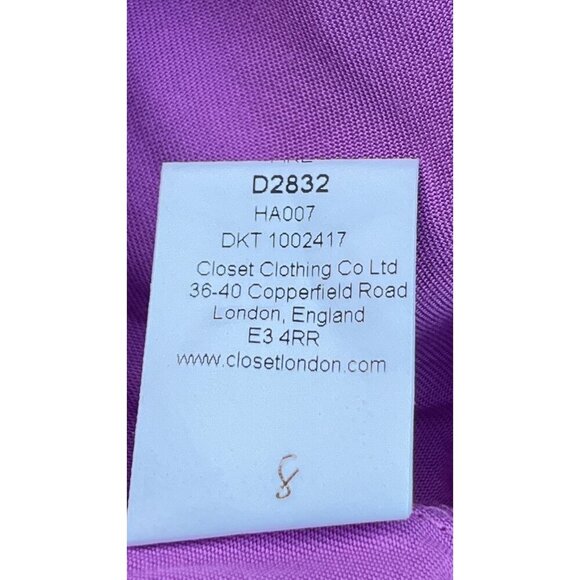 D2832
HA007
DKT 1002417
Closet Clothing Co Ltd
36-40 Copperfield Road
London, England
E3 4RR
www.closetlondon.com
8